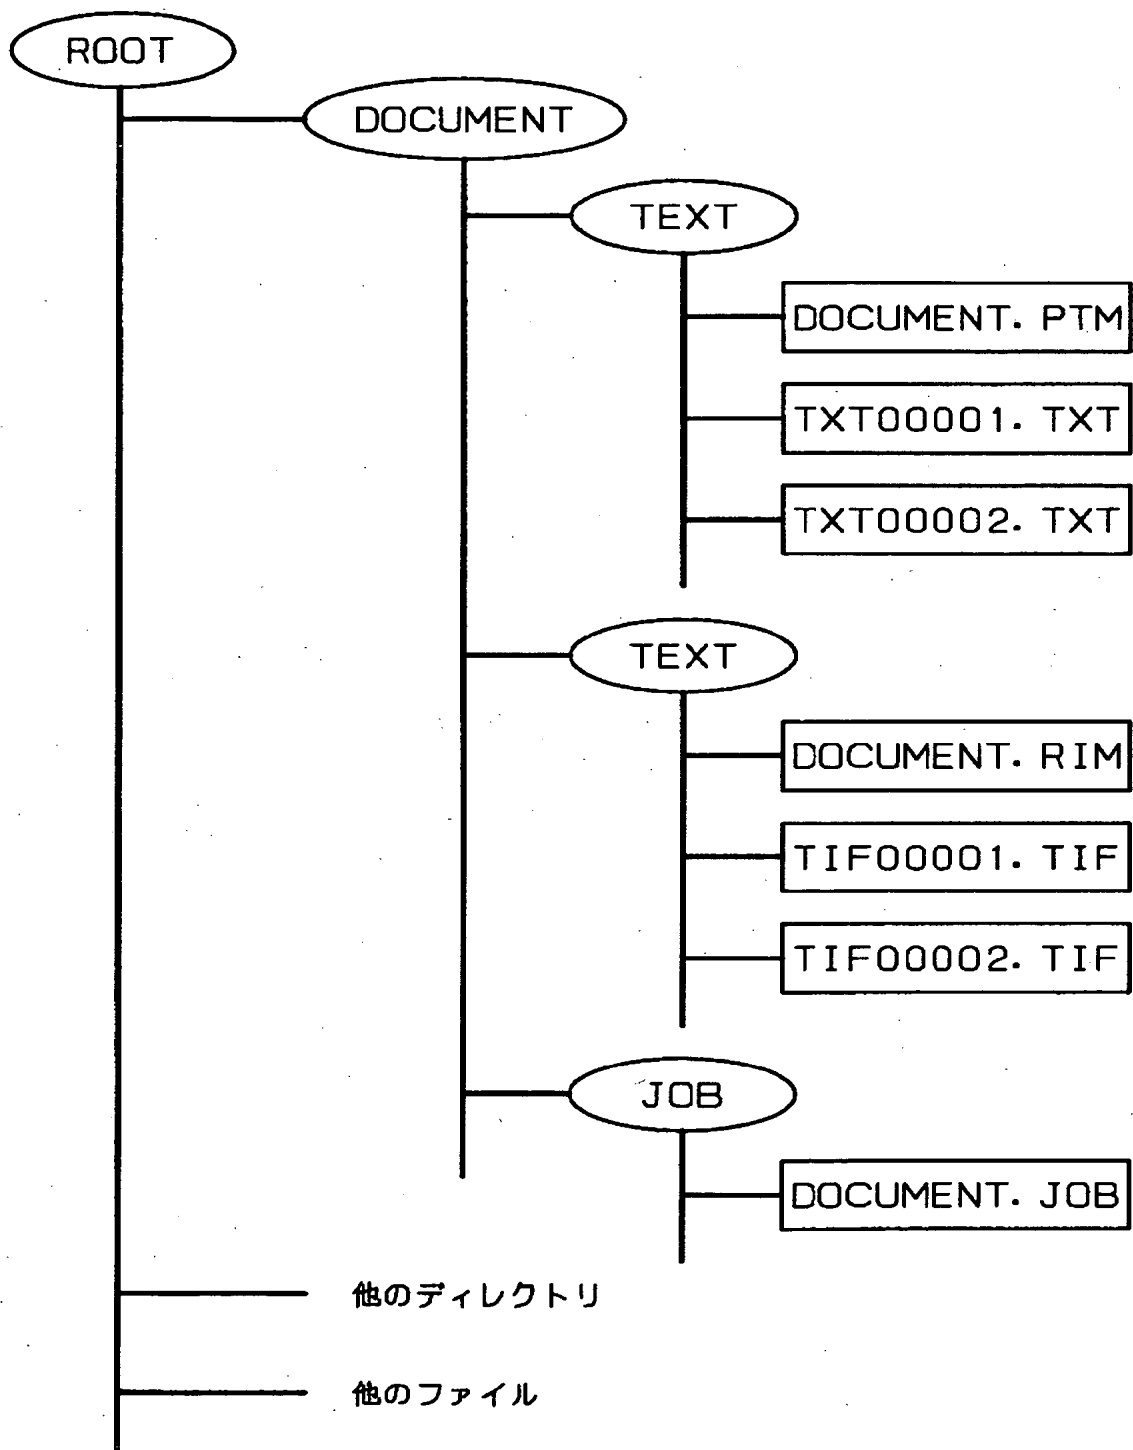 ROOT
DOCUMENT
TEXT
DOCUMENT. PTM
TXT00001. TXT
TXT00002. TXT
TEXT
DOCUMENT. RIM
TIF00001. TIF
TIF00002. TIF
JOB
DOCUMENT. JOB
他のディレクトリ
他のファイル